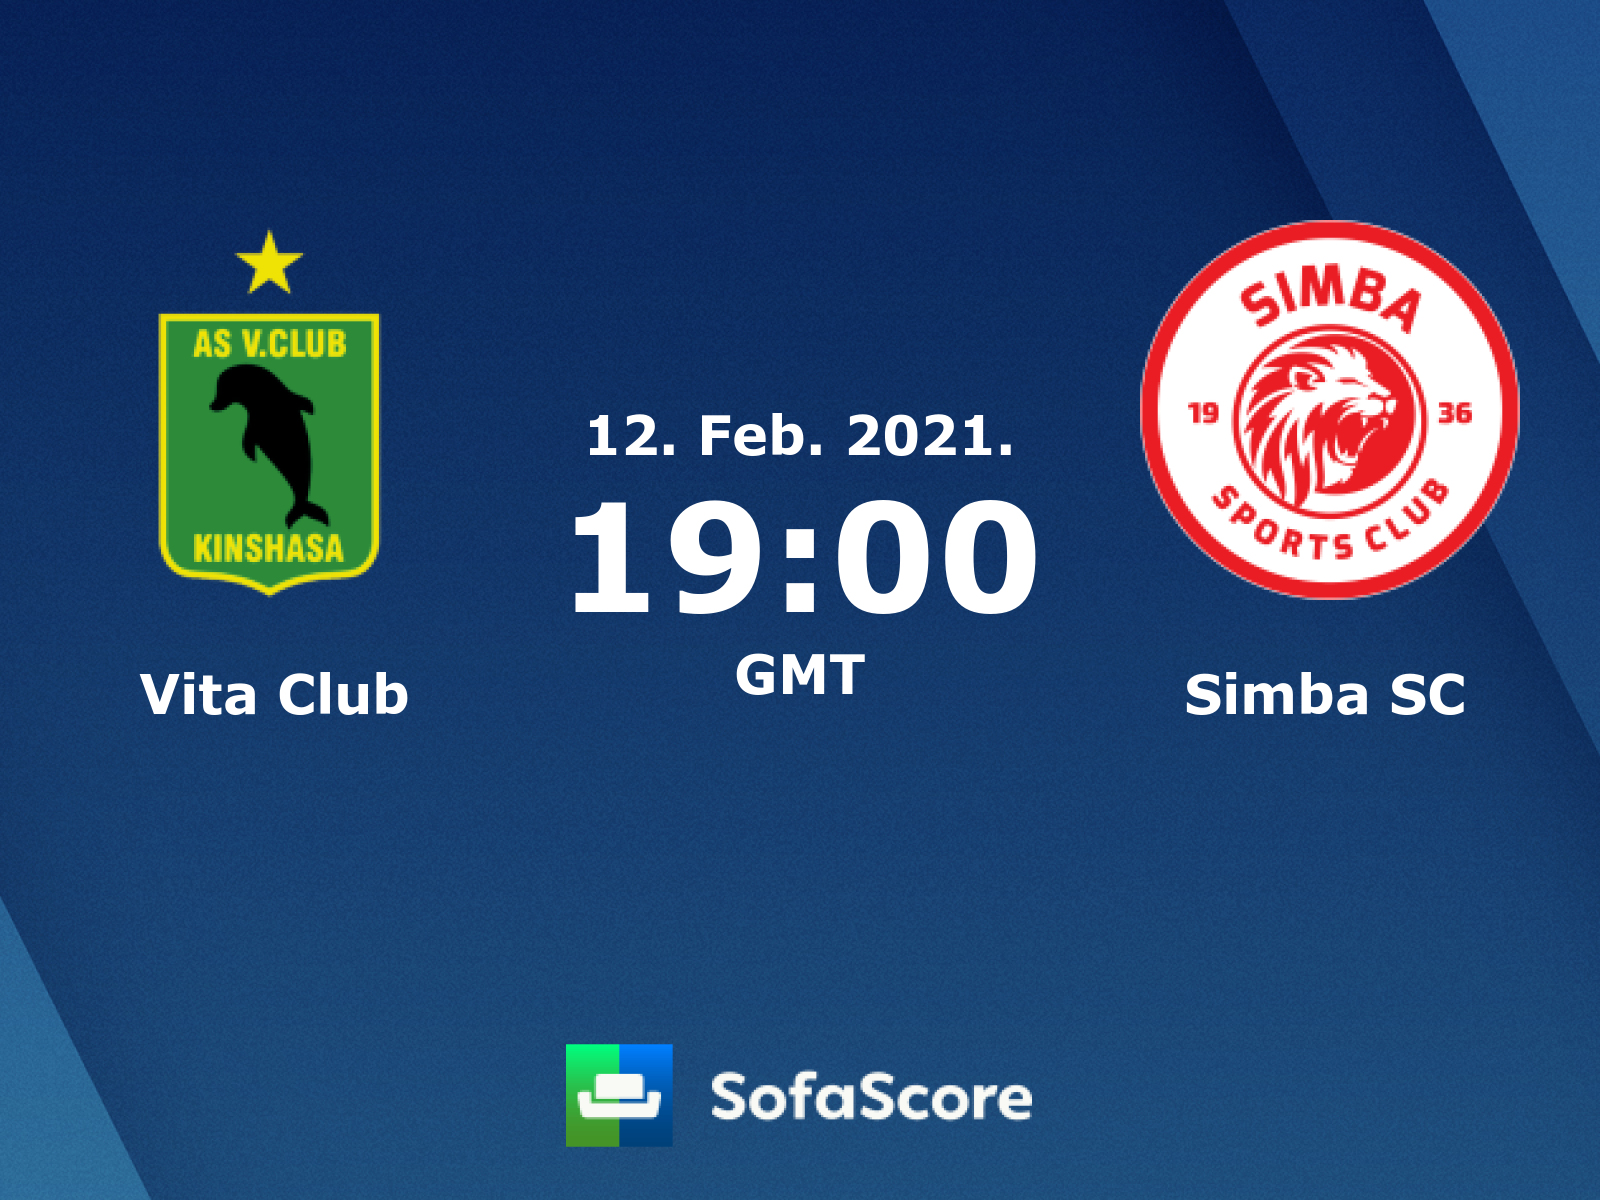 AS V.CLUB
KINSHASA
Vita Club
12. Feb. 2021.
19:00
GMT
SIMBA
19 36
SPORTS CLUB
Simba SC
SofaScore